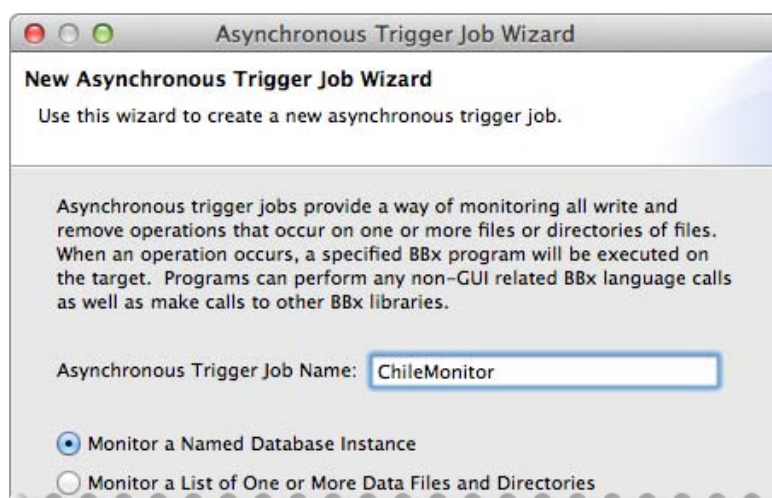 Asynchronous Trigger Job Wizard
New Asynchronous Trigger Job Wizard
Use this wizard to create a new asynchronous trigger job.
Asynchronous trigger jobs provide a way of monitoring all write and
remove operations that occur on one or more files or directories of files.
When an operation occurs, a specified BBx program will be executed on
the target.  Programs can perform any non-GUI related BBx language calls
as well as make calls to other BBx libraries.
Asynchronous Trigger Job Name: ChileMonitor
Monitor a Named Database Instance
Monitor a List of One or More Data Files and Directories